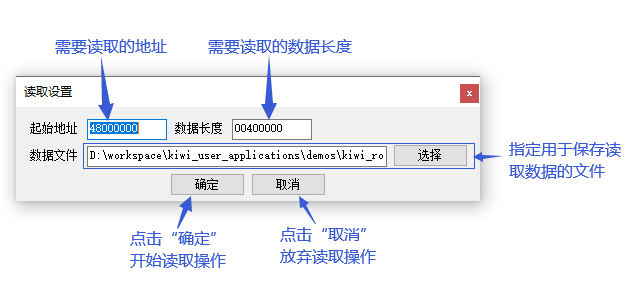 需要读取的地址 需要读取的数据长度
读取设置 x
起始地址 48000000 数据长度 00400000
数据文件 D:\workspace\kiwi_user_applications\demos\kiwi_ro 选择
确定 取消
指定用于保存读
取数据的文件
点击“确定”
开始读取操作
点击“取消”
放弃读取操作